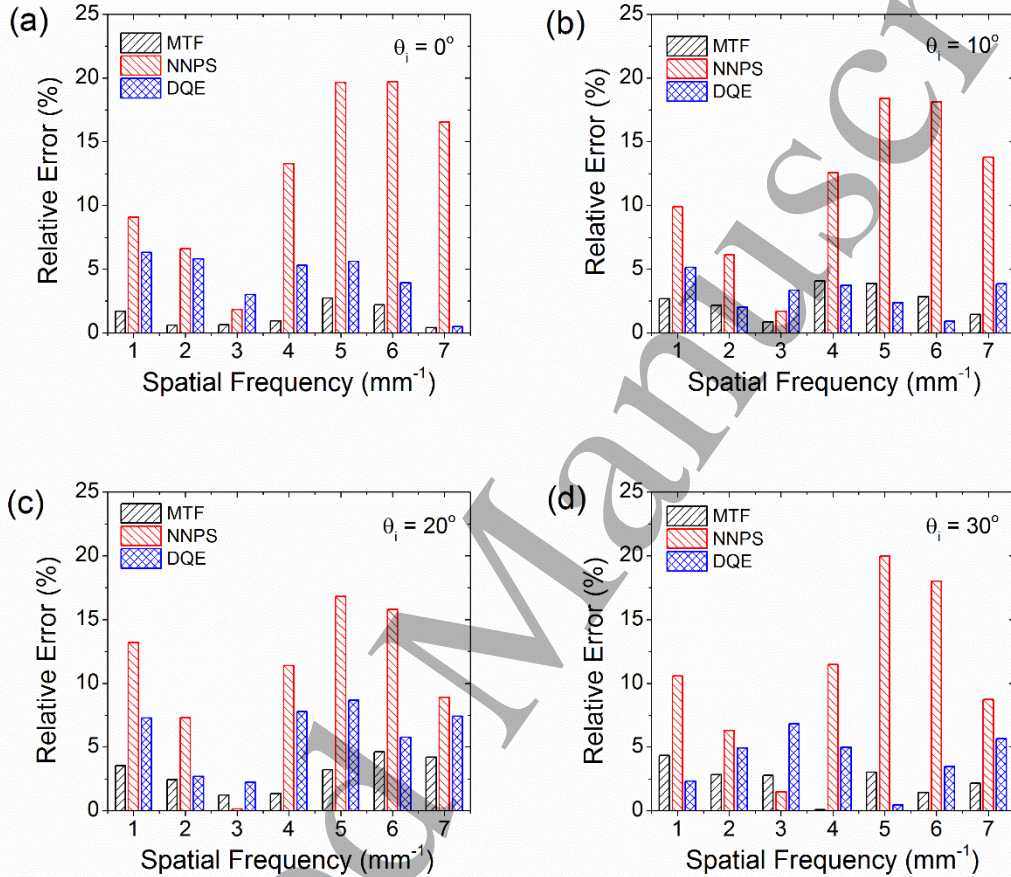 (a)
θi = 0°
MTF
NNPS
DQE
Relative Error (%)
25
20
15
10
5
0
1 2 3 4 5 6 7
Spatial Frequency (mm-1)
(b)
θi = 10°
MTF
NNPS
DQE
Relative Error (%)
25
20
15
10
5
0
1 2 3 4 5 6 7
Spatial Frequency (mm-1)
(c)
θi = 20°
MTF
NNPS
DQE
Relative Error (%)
25
20
15
10
5
0
1 2 3 4 5 6 7
Spatial Frequency (mm-1)
(d)
θi = 30°
MTF
NNPS
DQE
Relative Error (%)
25
20
15
10
5
0
1 2 3 4 5 6 7
Spatial Frequency (mm-1)
d Manuscr